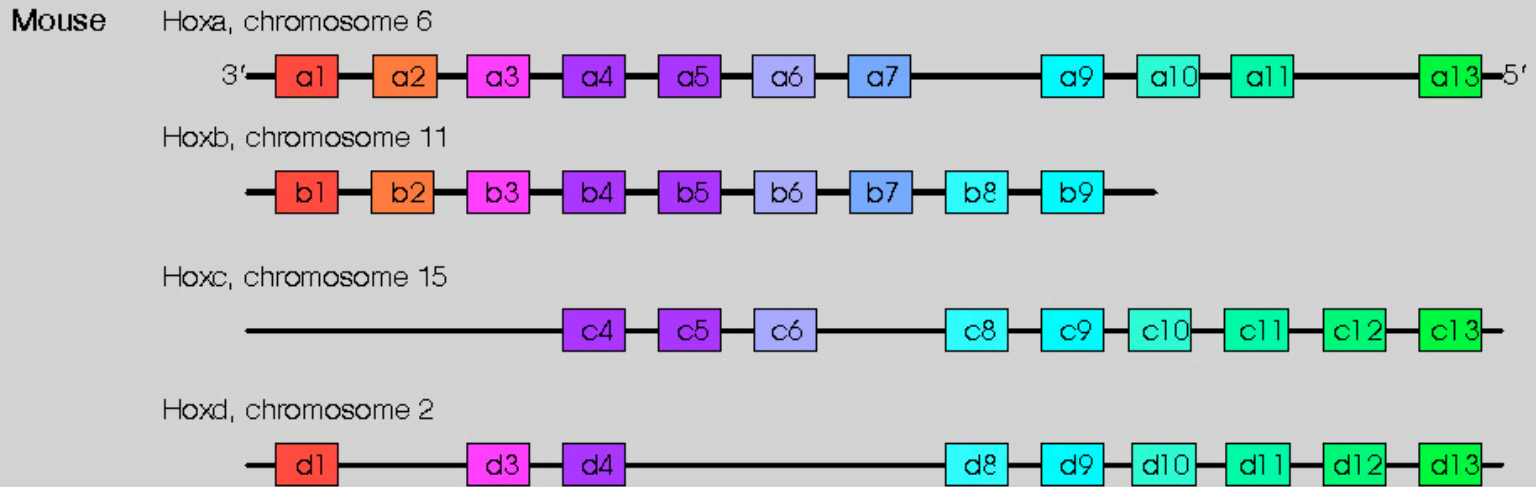 Mouse Hoxa, chromosome 6
3′ a1 a2 a3 a4 a5 a6 a7 a9 a10 a11 a13 5′
Hoxb, chromosome 11
b1 b2 b3 b4 b5 b6 b7 b8 b9
Hoxc, chromosome 15
c4 c5 c6 c8 c9 c10 c11 c12 c13
Hoxd, chromosome 2
d1 d3 d4 d8 d9 d10 d11 d12 d13